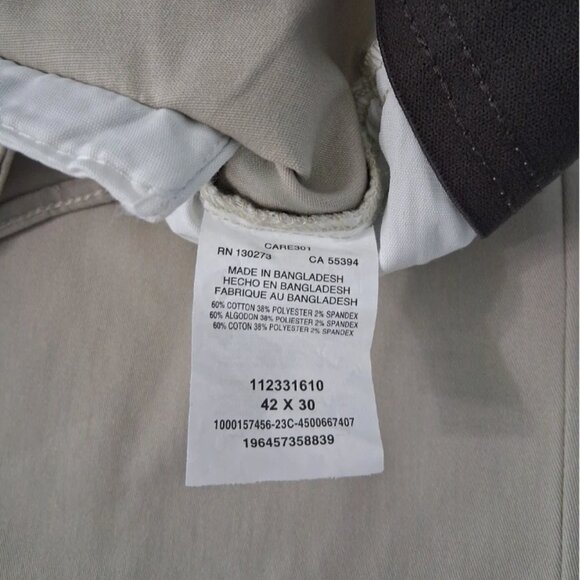 CARE301
RN 130273 CA 55394
MADE IN BANGLADESH
HECHO EN BANGLADESH
FABRIQUE AU BANGLADESH
60% COTTON 38% POLYESTER 2% SPANDEX
60% ALGODON 38% POLIESTER 2% SPANDEX
60% COTON 38% POLYESTER 2% SPANDEX
112331610
42 X 30
1000157456-23C-4500667407
196457358839